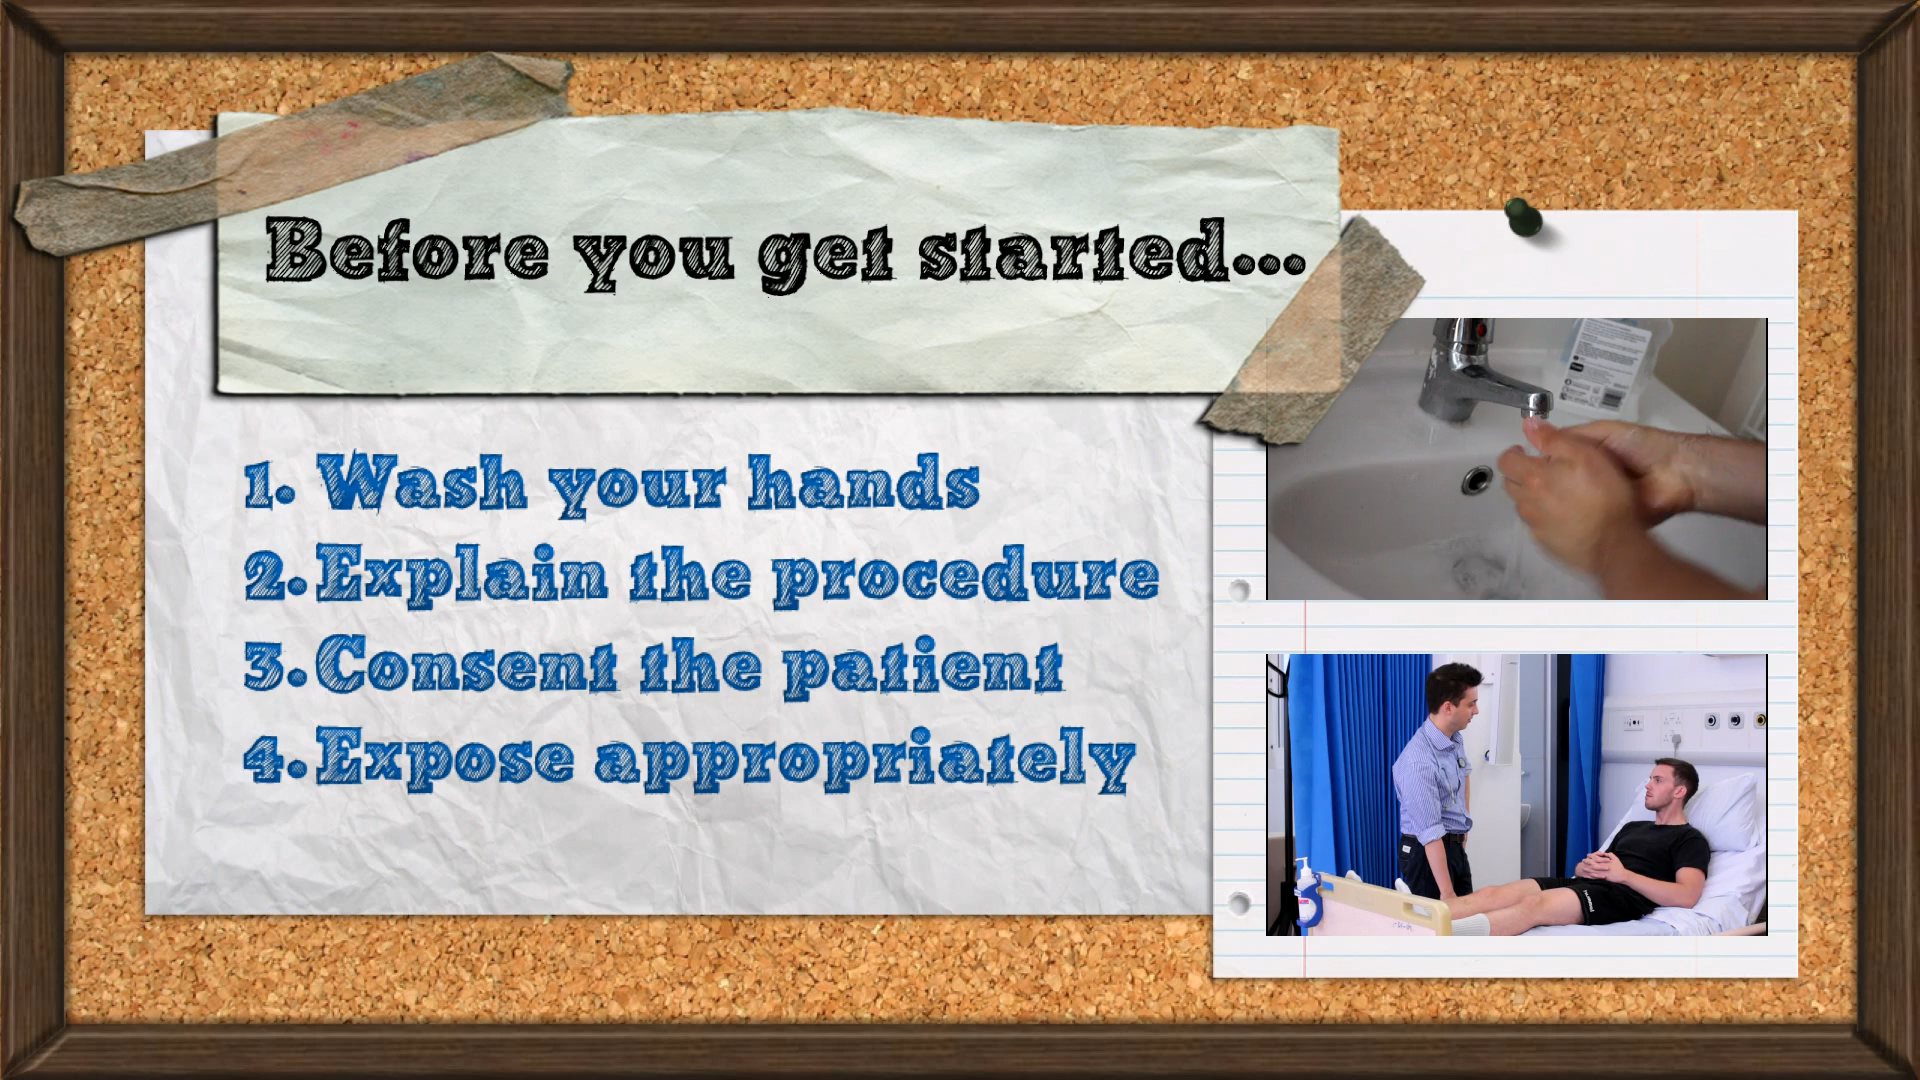 Before you get started...
1. Wash your hands
2. Explain the procedure
3. Consent the patient
4. Expose appropriately